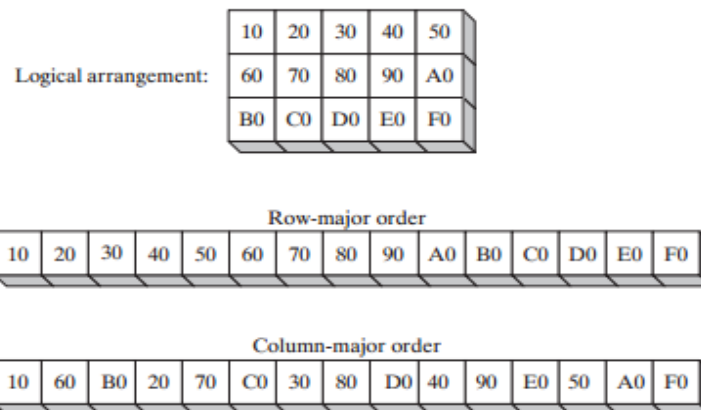 10 20 30 40 50
Logical arrangement: 60 70 80 90 A0
B0 C0 D0 E0 F0
Row-major order
10 20 30 40 50 60 70 80 90 A0 B0 C0 D0 E0 F0
Column-major order
10 60 B0 20 70 C0 30 80 D0 40 90 E0 50 A0 F0